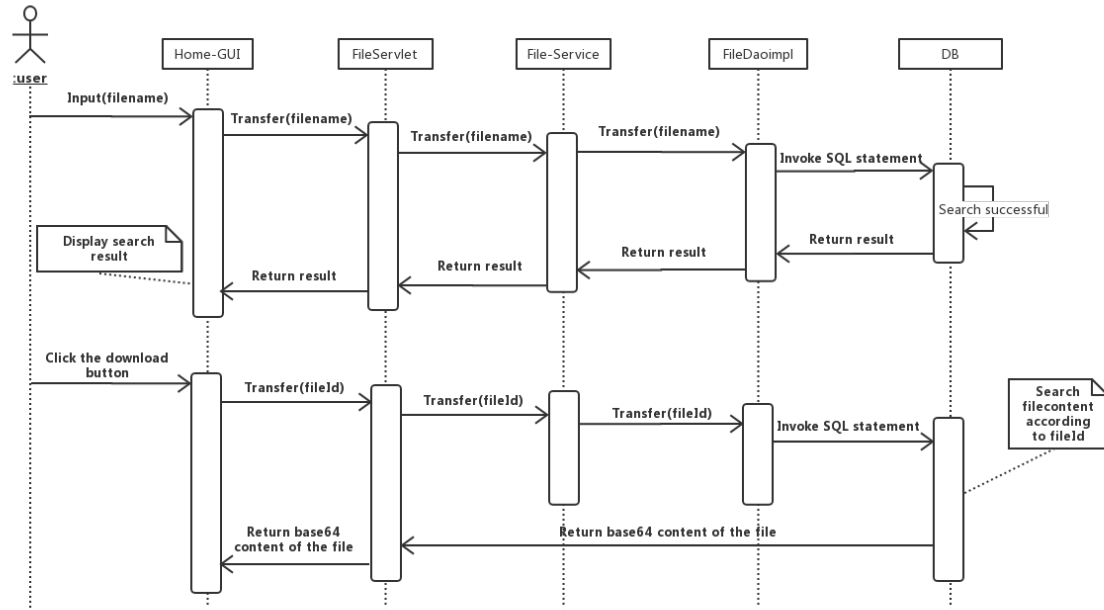 Home-GUI
FileServlet
File-Service
FileDaoimpl
DB
:user
Input(filename)
Transfer(filename)
Transfer(filename)
Transfer(filename)
Invoke SQL statement
Search successful
Display search
result
Return result
Return result
Return result
Return result
Click the download
button
Transfer(fileId)
Transfer(fileId)
Transfer(fileId)
Invoke SQL statement
Search
filecontent
according
to fileId
Return base64
content of the file
Return base64 content of the file